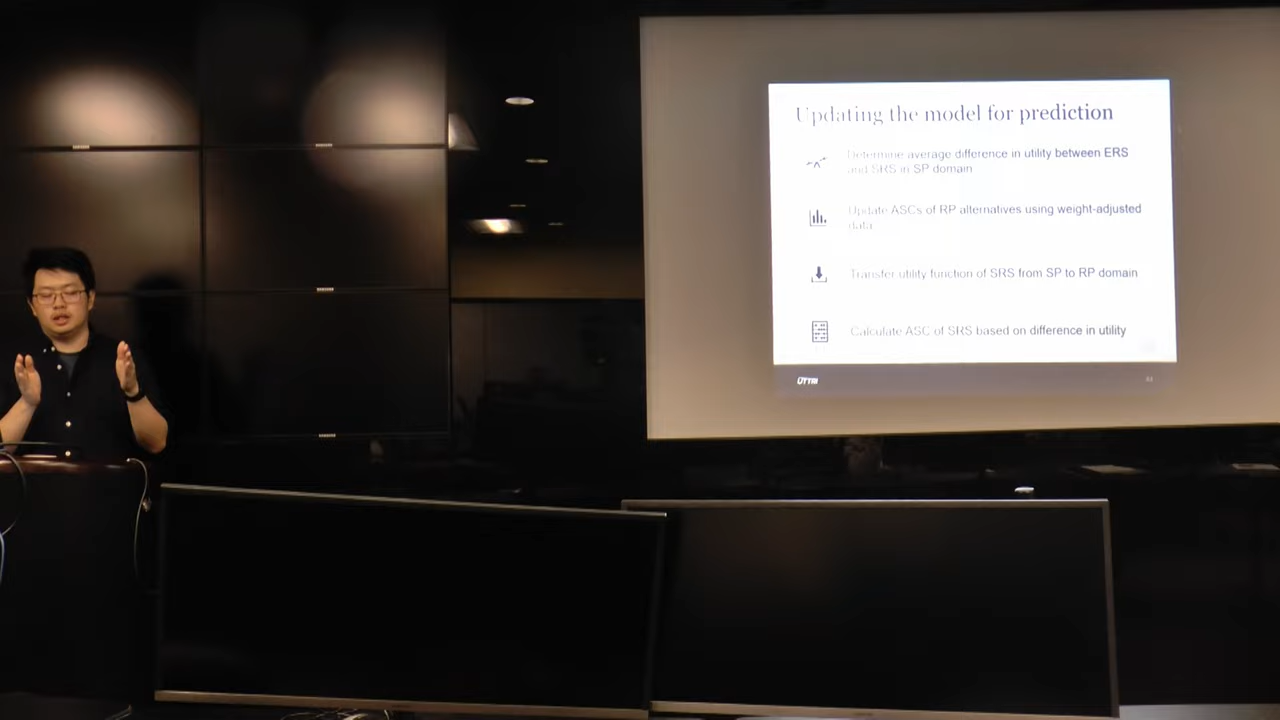 Updating the model for prediction
Determine average difference in utility between ERS
and SRS in SP domain
Update ASCs of RP alternatives using weight-adjusted
data
Transfer utility function of SRS from SP to RP domain
Calculate ASC of SRS based on difference in utility
UTTRI